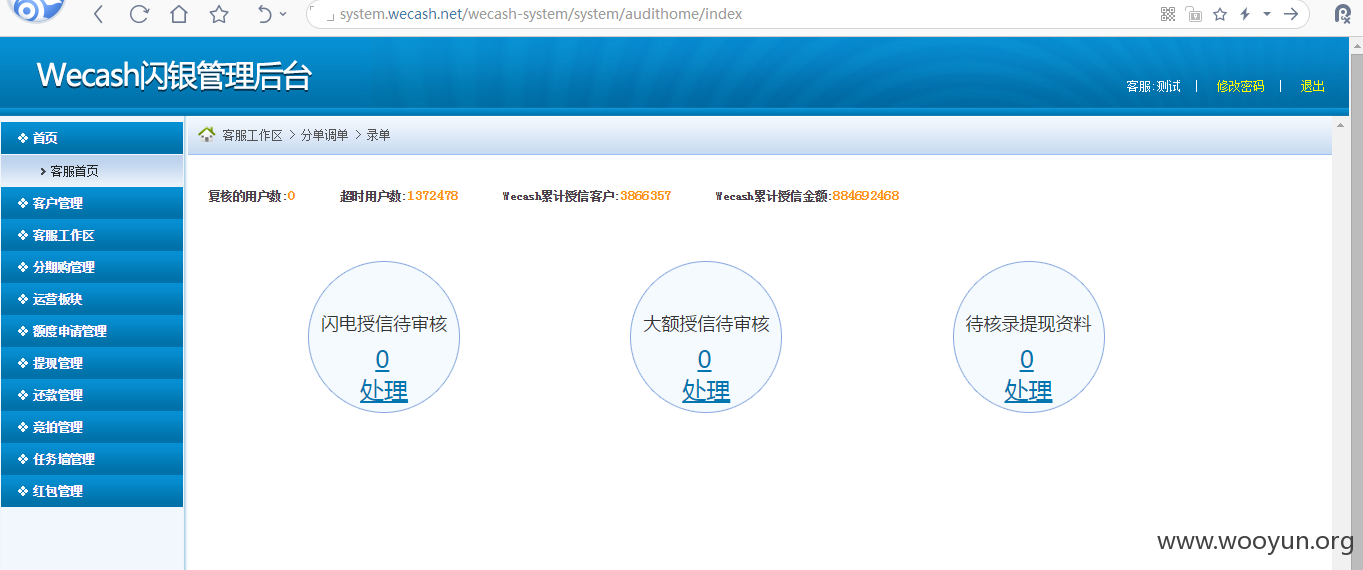 system.wecash.net/wecash-system/system/audithome/index
Wecash闪银管理后台
客服:测试 | 修改密码 | 退出
首页
客服首页
客户管理
客服工作区
分期购管理
运营板块
额度申请管理
提现管理
还款管理
竞拍管理
任务墙管理
红包管理
客服工作区 > 分单调单 > 录单
复核的用户数:0 超时用户数:1372478 Wecash累计授信客户:3866357 Wecash累计授信金额:884692468
闪电授信待审核
0
处理
大额授信待审核
0
处理
待核录提现资料
0
处理
www.wooyun.org